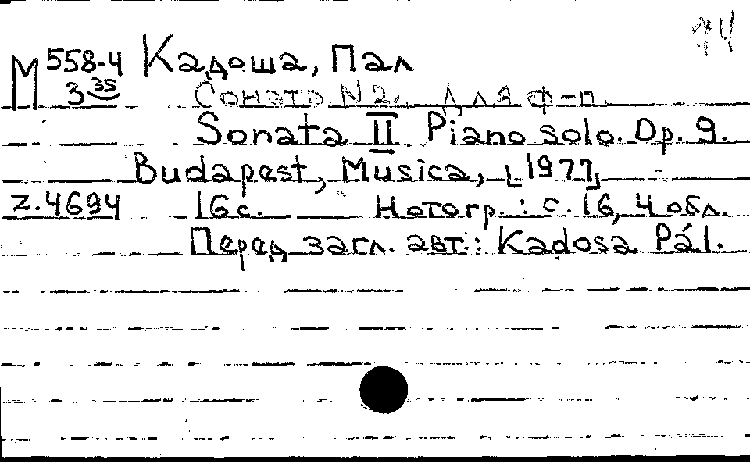 М 558-4 Кадоша, Пал
3 35 Соната N2. Для ф-п.
Sonata II Piano solo. Op. 9.
Budapest, Musica, [1977]
Z.4694 16 с. Нотогр.: с. 16, 4 обл.
Перед загл. авт.: Kadosa Pál.